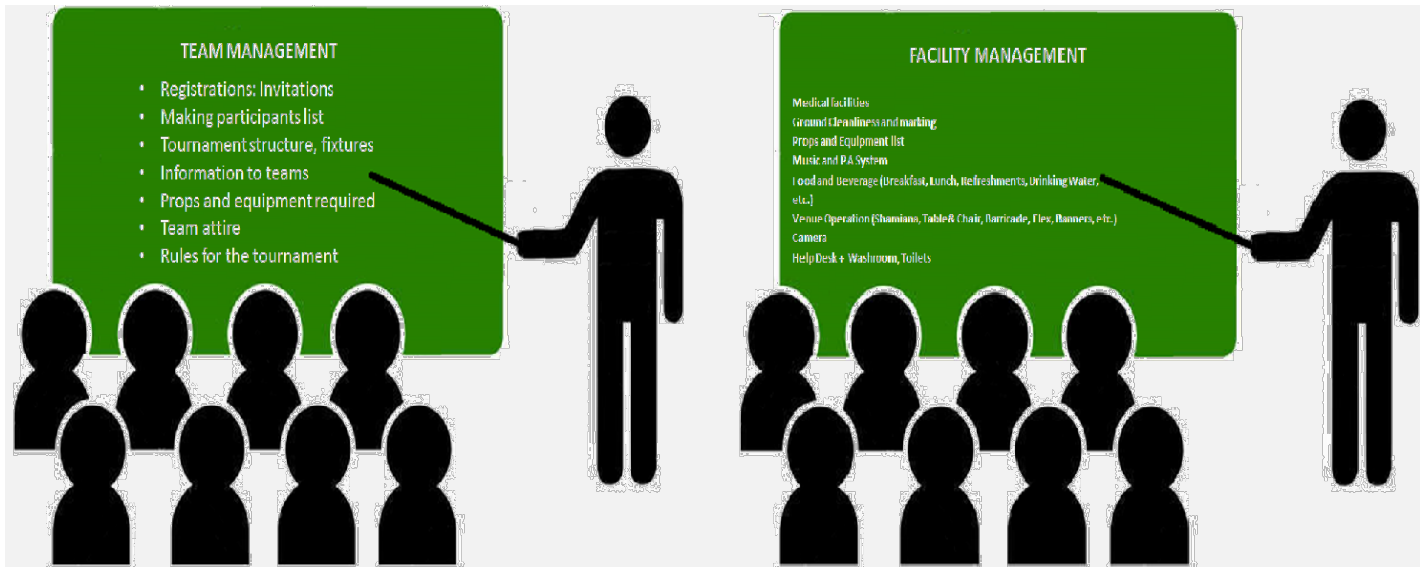 TEAM MANAGEMENT
• Registrations: Invitations
• Making participants list
• Tournament structure, fixtures
• Information to teams
• Props and equipment required
• Team attire
• Rules for the tournament
FACILITY MANAGEMENT
Medical facilities
Ground Cleanliness and marking
Props and Equipment list
Music and PA System
Food and Beverage (Breakfast, Lunch, Refreshments, Drinking Water,
etc.)
Venue Operation (Shamiana, Table& Chair, Barricade, Flex, Banners, etc.)
Camera
Help Desk + Washroom, Toilets